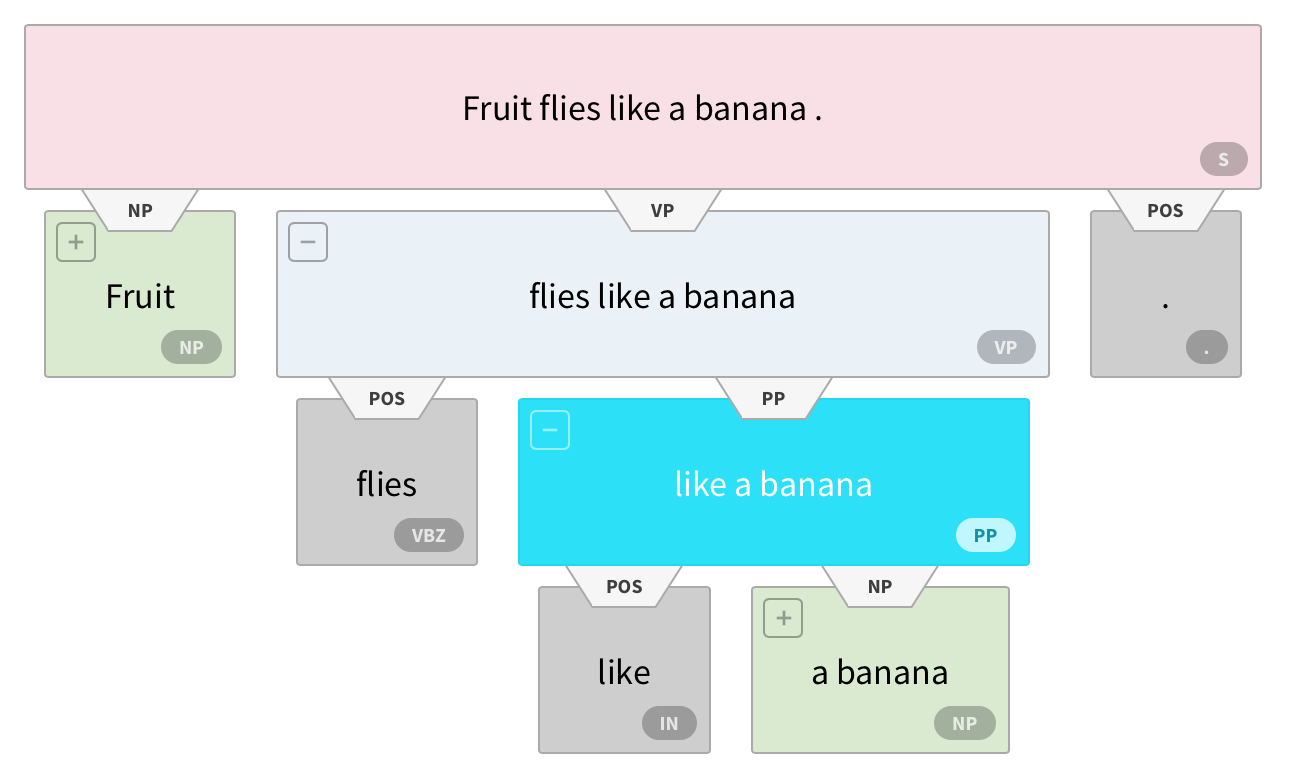 Fruit flies like a banana .
S
NP
VP
POS
+
−
Fruit
flies like a banana
.
NP
VP
.
POS
PP
−
flies
like a banana
VBZ
PP
POS
NP
+
like
a banana
IN
NP